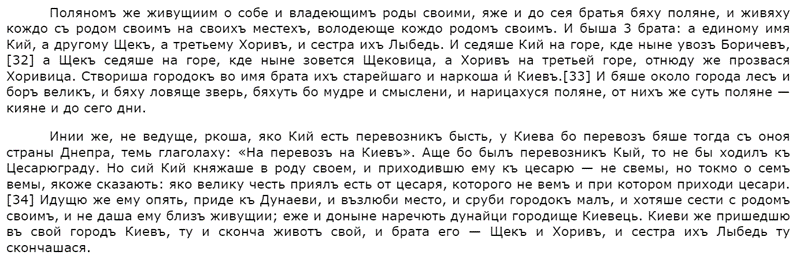 Поляномъ же живущиим о собе и владеющимъ роды своими, яже и до сея братья бяху поляне, и живяху
кождо съ родом своимъ на своихъ местехъ, володеюще кождо родомъ своимъ. И быша 3 брата: а единому имя
Кий, а другому Щекъ, а третьему Хоривъ, и сестра ихъ Лыбедь. И седяше Кий на горе, кде ныне увозъ Боричевъ,
[32] а Щекъ седяше на горе, кде ныне зовется Щековица, а Хоривъ на третьей горе, отнюду же прозвася
Хоривица. Створиша городокъ во имя брата ихъ старейшаго и наркоша й Киевъ.[33] И бяше около города лесъ и
боръ великъ, и бяху ловяще зверь, бяхуть бо мудре и смыслени, и нарицахуся поляне, от нихъ же суть поляне —
кияне и до сего дни.
Инии же, не ведуще, ркоша, яко Кий есть перевозникъ бысть, у Киева бо перевозъ бяше тогда съ оноя
страны Днепра, темь глаголаху: «На перевозъ на Киевъ». Аще бо былъ перевозникъ Кый, то не бы ходилъ къ
Цесарюграду. Но сий Кий княжаше в роду своем, и приходившю ему къ цесарю — не свемы, но токмо о семъ
вемы, якоже сказають: яко велику честь приялъ есть от цесаря, которого не вемъ и при котором приходи цесари.
[34] Идущю же ему опять, приде къ Дунаеви, и възлюби место, и сруби городокъ малъ, и хотяше сести с родомъ
своимъ, и не даша ему близъ живущии; еже и доныне наречють дунайци городище Киевець. Киеви же пришедшю
въ свой городъ Киевъ, ту и сконча животъ свой, и брата его — Щекъ и Хоривъ, и сестра ихъ Лыбедь ту
скончашася.